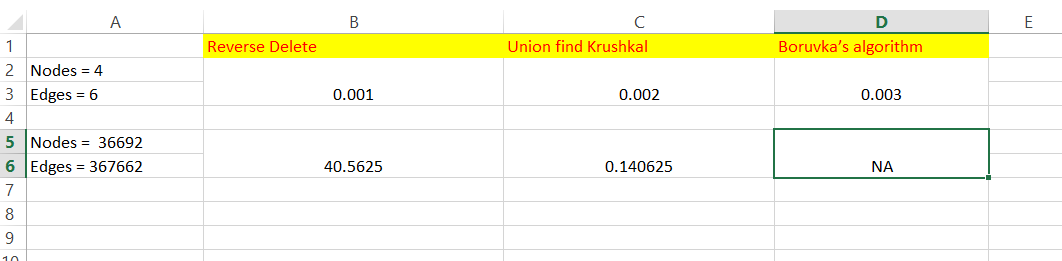 A B C D E
1 Reverse Delete Union find Krushkal Boruvka’s algorithm
2 Nodes = 4
3 Edges = 6 0.001 0.002 0.003
4
5 Nodes =  36692
6 Edges = 367662 40.5625 0.140625 NA
7
8
9
10